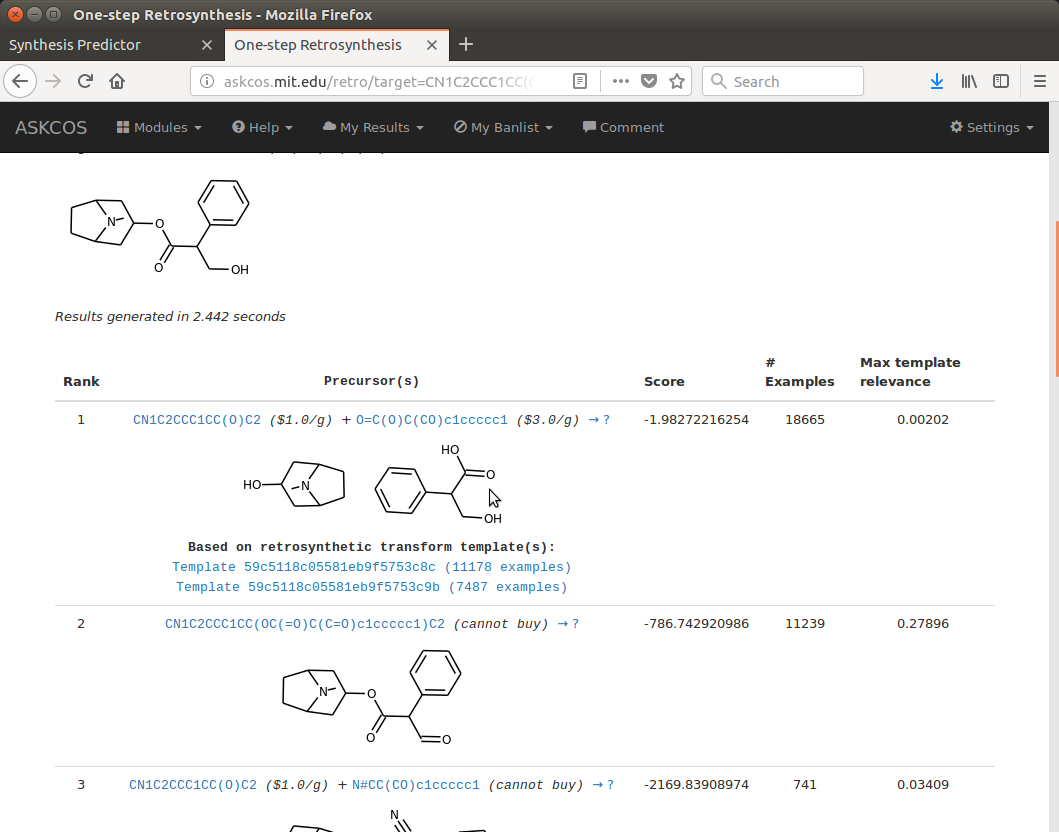 One-step Retrosynthesis - Mozilla Firefox
Synthesis Predictor
One-step Retrosynthesis
askcos.mit.edu/retro/target=CN1C2CCC1CC(
Search
ASKCOS Modules Help My Results My Banlist Comment Settings
N
O
O
OH
Results generated in 2.442 seconds
Rank Precursor(s) Score # Examples Max template relevance
1 CN1C2CCC1CC(O)C2 ($1.0/g) + O=C(O)C(CO)c1ccccc1 ($3.0/g) → ? -1.98272216254 18665 0.00202
HO
HO
N
O
OH
Based on retrosynthetic transform template(s):
Template 59c5118c05581eb9f5753c8c (11178 examples)
Template 59c5118c05581eb9f5753c9b (7487 examples)
2 CN1C2CCC1CC(OC(=O)C(C=O)c1ccccc1)C2 (cannot buy) → ? -786.742920986 11239 0.27896
N
O
O
O
3 CN1C2CCC1CC(O)C2 ($1.0/g) + N#CC(CO)c1ccccc1 (cannot buy) → ? -2169.83908974 741 0.03409
N